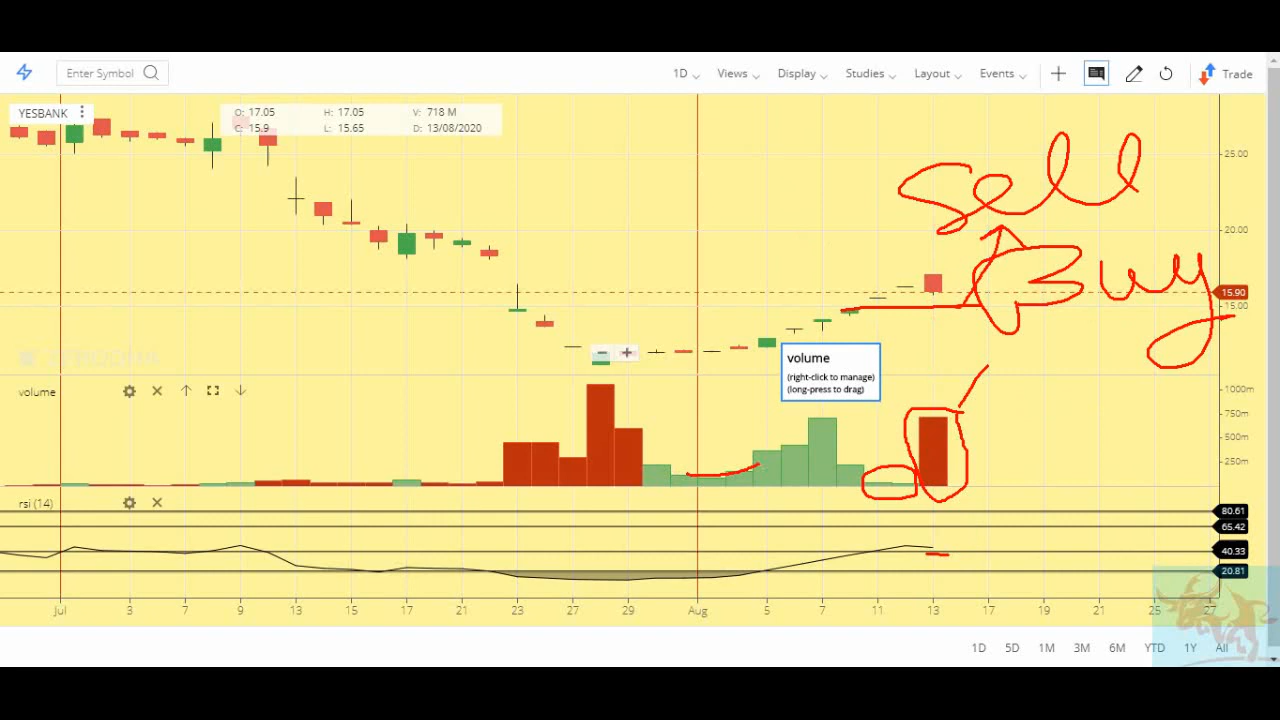 Enter Symbol 1D Views Display Studies Layout Events Trade
YESBANK
O: 17.05 H: 17.05 V: 718 M
C: 15.9 L: 15.65 D: 13/08/2020
25.00
Sell
20.00
Buy
15.90
15.00
volume
(right-click to manage)
(long-press to drag)
volume
1000m
750m
500m
250m
rsi (14)
80.61
65.42
40.33
20.81
Jul 3 7 9 13 15 17 21 23 27 29 Aug 5 7 11 13 17 19 21 25 27
1D 5D 1M 3M 6M YTD 1Y All